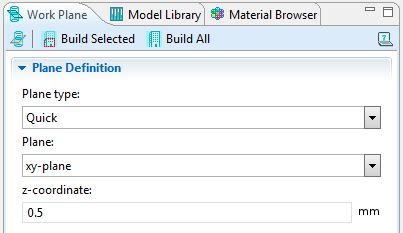 Work Plane Model Library Material Browser
Build Selected Build All
Plane Definition
Plane type:
Quick
Plane:
xy-plane
z-coordinate:
0.5 mm